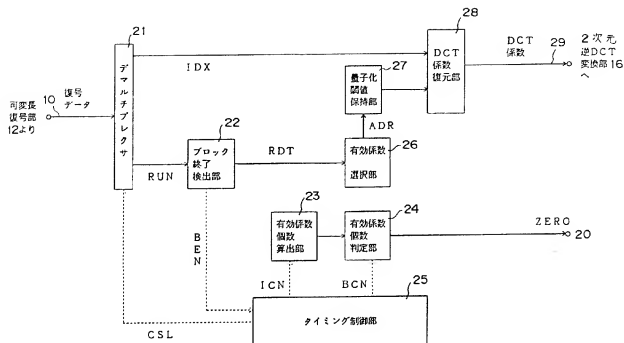 21
デマルチプレクサ
可変長
復号部
12より
10
復号
データ
IDX
28
DCT
係数
復元部
DCT
係数
29
2次元
逆DCT
変換部16
へ
27
量子化
閾値
保持部
ADR
22
ブロック
終了
検出部
RUN
RDT
26
有効係数
選択部
23
有効係数
個数
算出部
24
有効係数
個数
判定部
ZERO
20
BEN
ICN
BCN
25
タイミング制御部
CSL